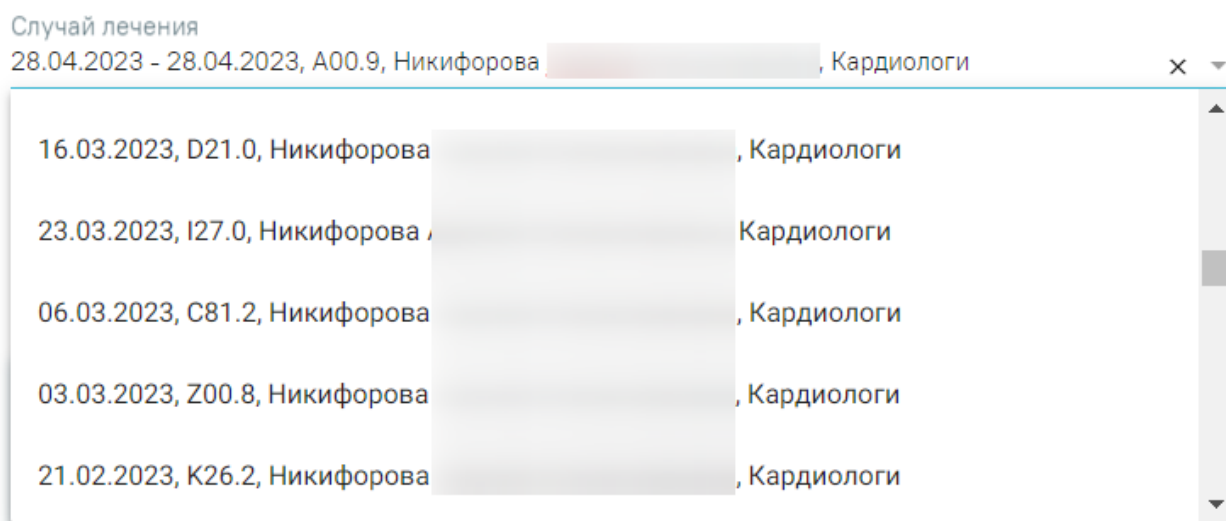 Случай лечения
28.04.2023 - 28.04.2023, A00.9, Никифорова , Кардиологи
16.03.2023, D21.0, Никифорова , Кардиологи
23.03.2023, I27.0, Никифорова Кардиологи
06.03.2023, C81.2, Никифорова , Кардиологи
03.03.2023, Z00.8, Никифорова , Кардиологи
21.02.2023, K26.2, Никифорова , Кардиологи